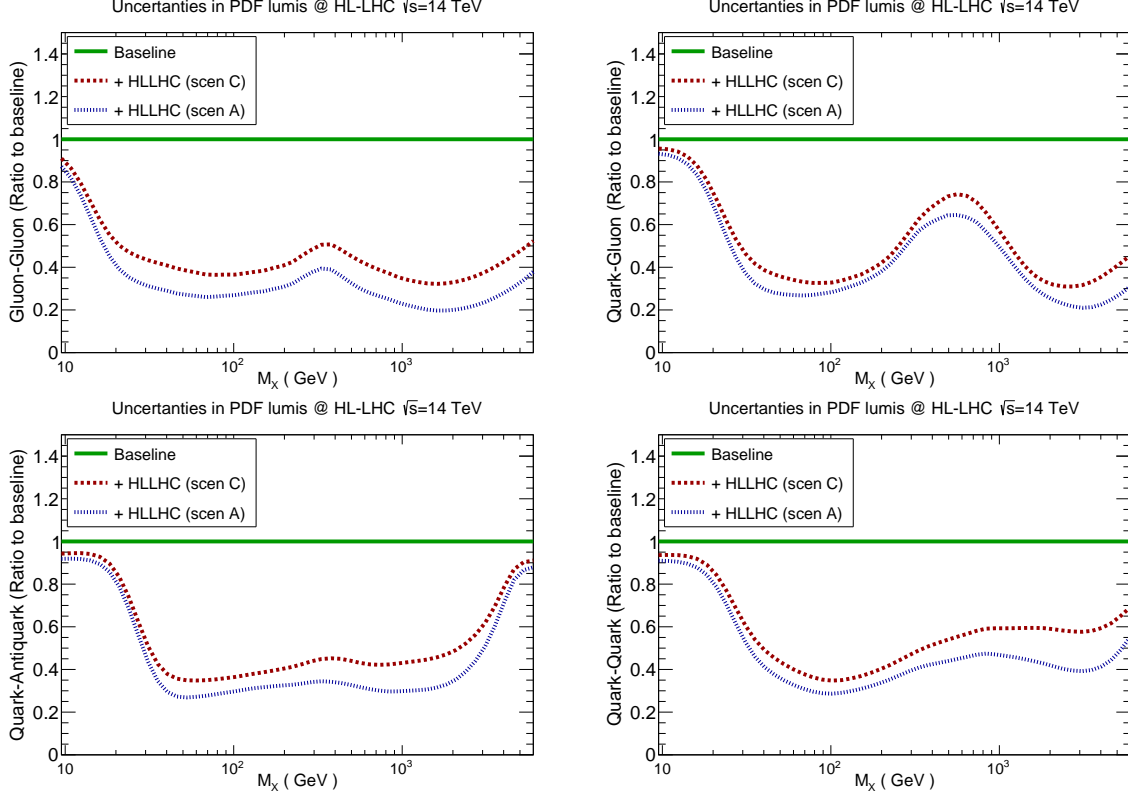 Uncertanties in PDF lumis @ HL-LHC √s=14 TeV
Gluon-Gluon (Ratio to baseline)
1.4
1.2
1
0.8
0.6
0.4
0.2
0
Baseline
+ HLLHC (scen C)
+ HLLHC (scen A)
10
10²
10³
M_X ( GeV )
Uncertanties in PDF lumis @ HL-LHC √s=14 TeV
Quark-Gluon (Ratio to baseline)
1.4
1.2
1
0.8
0.6
0.4
0.2
0
Baseline
+ HLLHC (scen C)
+ HLLHC (scen A)
10
10²
10³
M_X ( GeV )
Uncertanties in PDF lumis @ HL-LHC √s=14 TeV
Quark-Antiquark (Ratio to baseline)
1.4
1.2
1
0.8
0.6
0.4
0.2
0
Baseline
+ HLLHC (scen C)
+ HLLHC (scen A)
10
10²
10³
M_X ( GeV )
Uncertanties in PDF lumis @ HL-LHC √s=14 TeV
Quark-Quark (Ratio to baseline)
1.4
1.2
1
0.8
0.6
0.4
0.2
0
Baseline
+ HLLHC (scen C)
+ HLLHC (scen A)
10
10²
10³
M_X ( GeV )